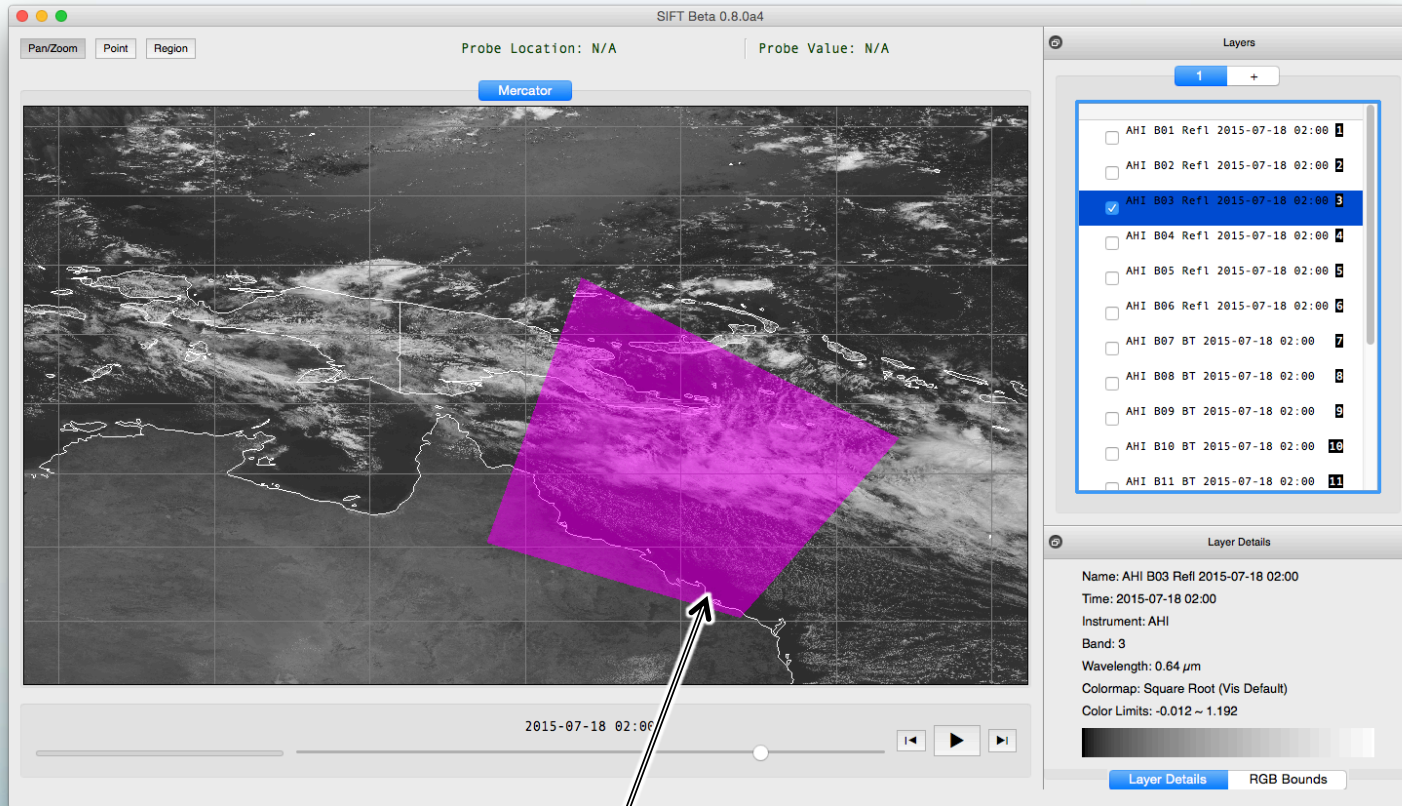 SIFT Beta 0.8.0a4
Pan/Zoom Point Region Probe Location: N/A Probe Value: N/A
Mercator
2015-07-18 02:00
Layers
1 +
AHI B01 Refl 2015-07-18 02:00 1
AHI B02 Refl 2015-07-18 02:00 2
AHI B03 Refl 2015-07-18 02:00 3
AHI B04 Refl 2015-07-18 02:00 4
AHI B05 Refl 2015-07-18 02:00 5
AHI B06 Refl 2015-07-18 02:00 6
AHI B07 BT 2015-07-18 02:00 7
AHI B08 BT 2015-07-18 02:00 8
AHI B09 BT 2015-07-18 02:00 9
AHI B10 BT 2015-07-18 02:00 10
AHI B11 BT 2015-07-18 02:00 11
Layer Details
Name: AHI B03 Refl 2015-07-18 02:00
Time: 2015-07-18 02:00
Instrument: AHI
Band: 3
Wavelength: 0.64 µm
Colormap: Square Root (Vis Default)
Color Limits: -0.012 ~ 1.192
Layer Details RGB Bounds